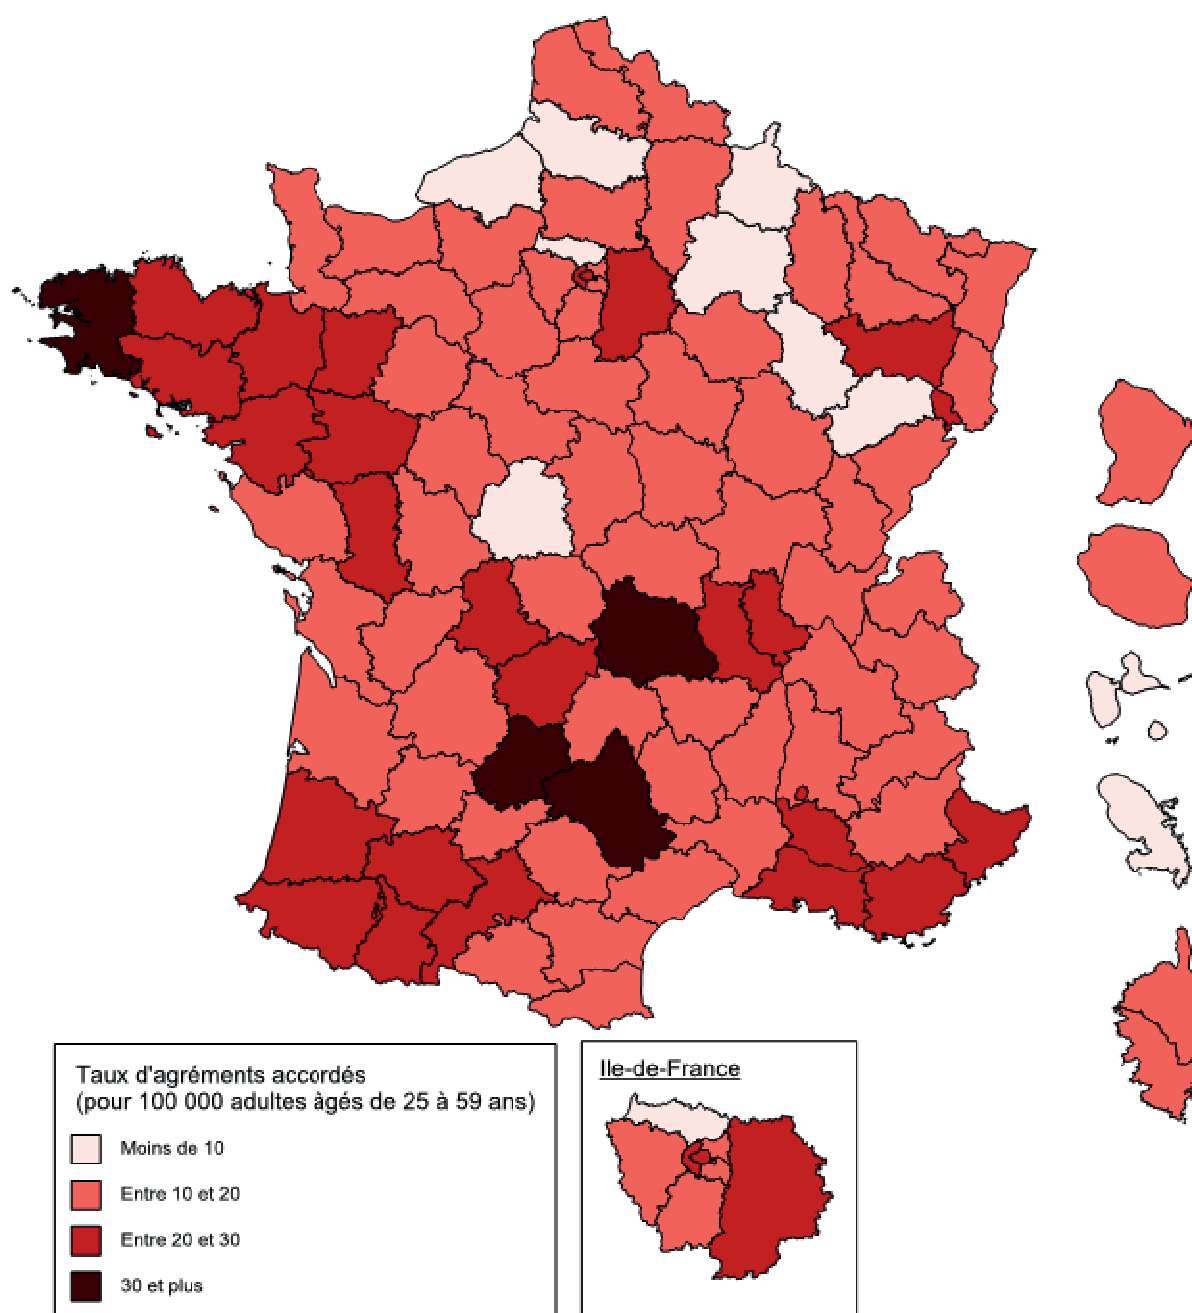 Taux d'agréments accordés
(pour 100 000 adultes àgés de 25 à 59 ans)
Moins de 10
Entre 10 et 20
Entre 20 et 30
30 et plus
Ile-de-France